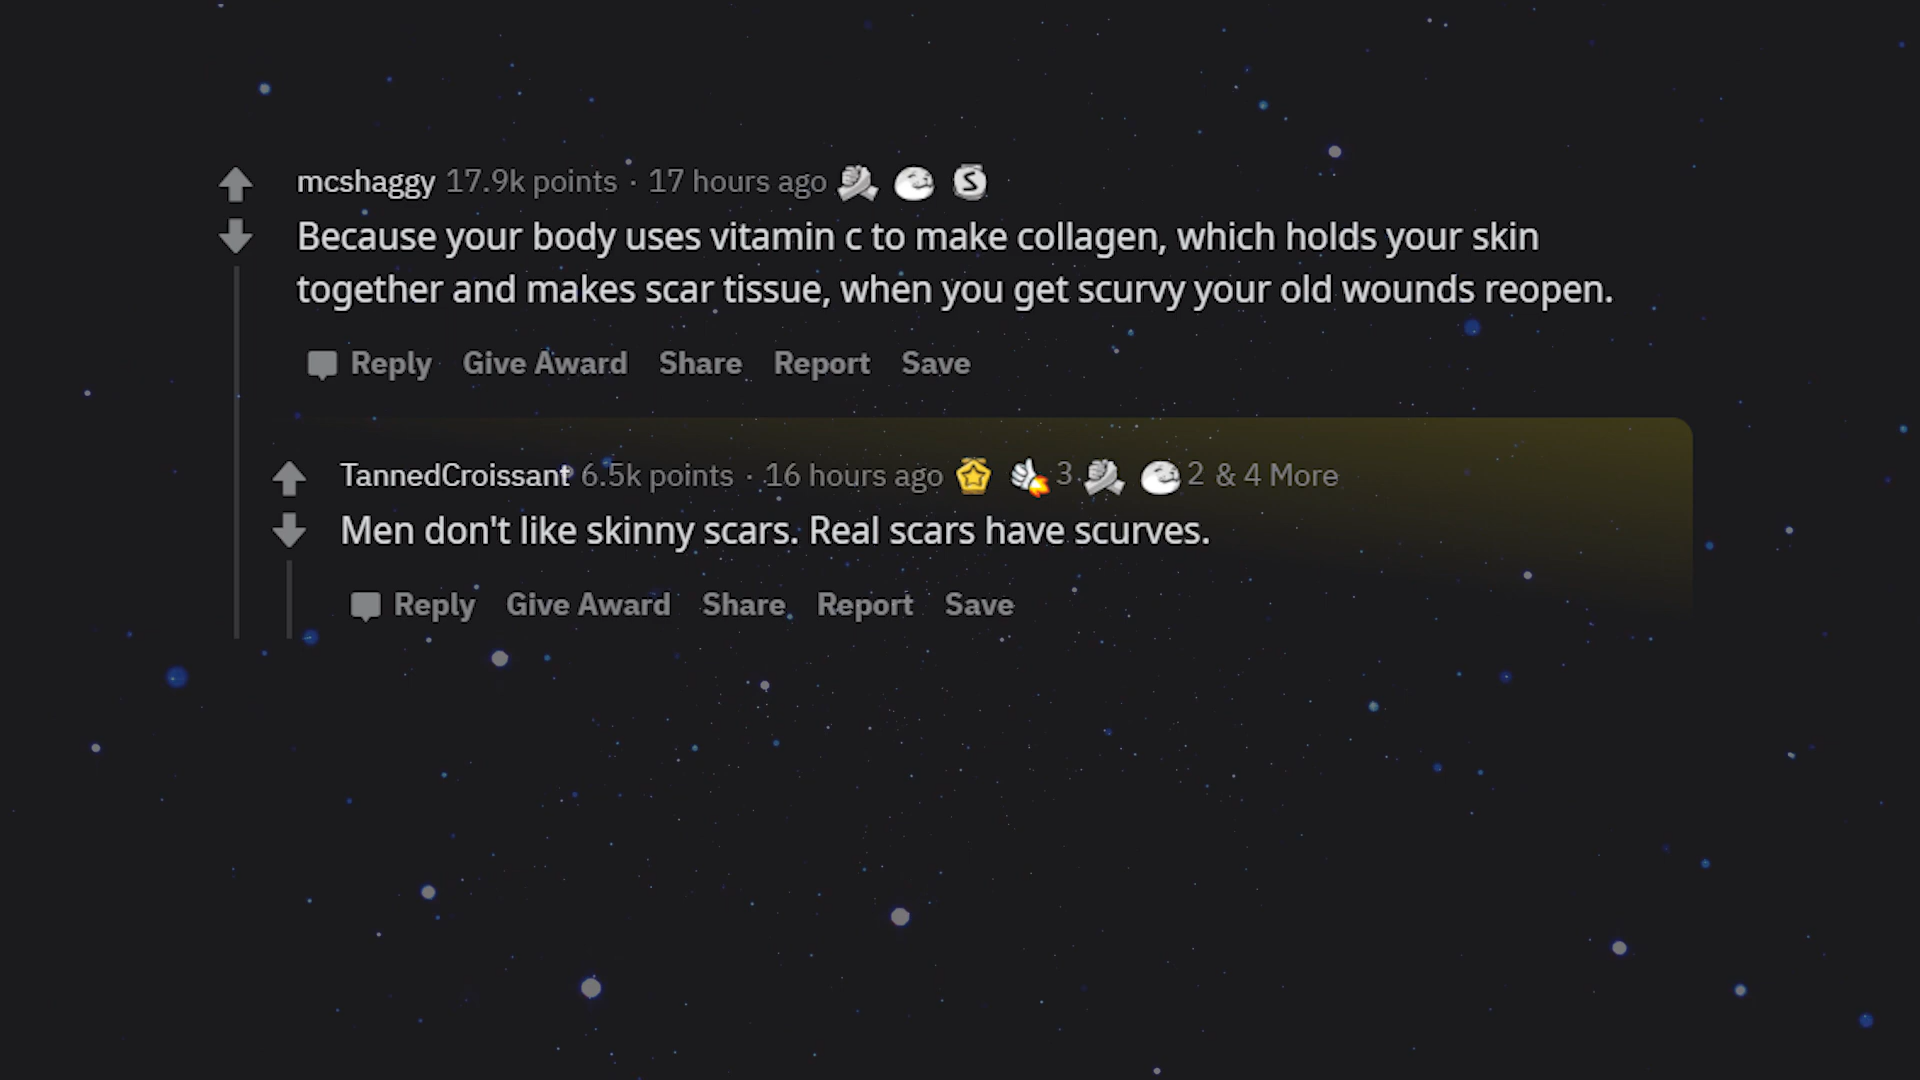 mcshaggy 17.9k points · 17 hours ago
Because your body uses vitamin c to make collagen, which holds your skin
together and makes scar tissue, when you get scurvy your old wounds reopen.
Reply Give Award Share Report Save
TannedCroissant 6.5k points · 16 hours ago 3 2 & 4 More
Men don't like skinny scars. Real scars have scurves.
Reply Give Award Share Report Save